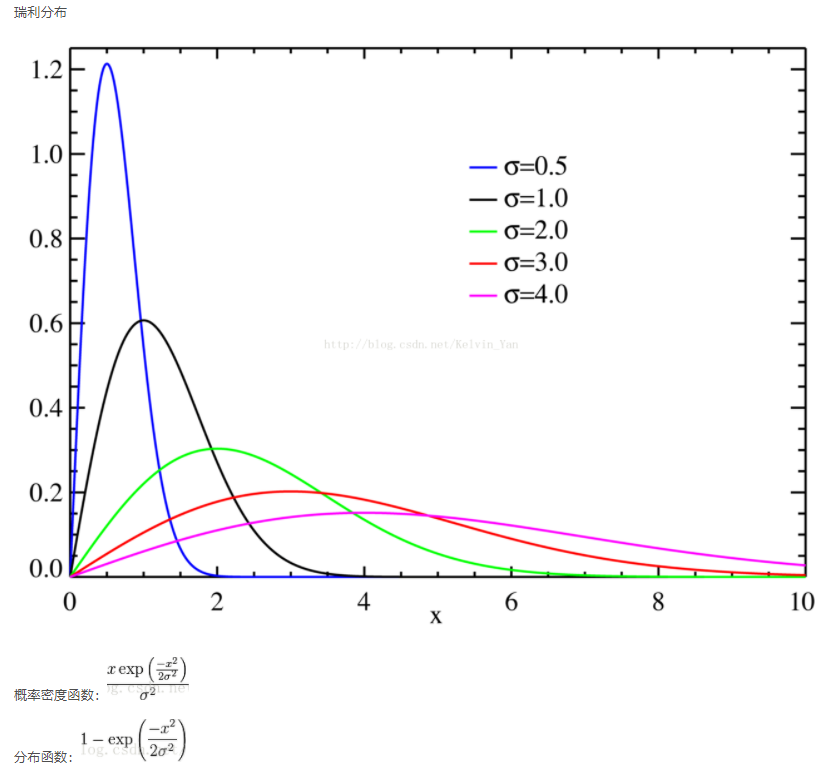 瑞利分布
1.2
1.0
0.8
0.6
0.4
0.2
0.0
σ=0.5
σ=1.0
σ=2.0
σ=3.0
σ=4.0
http://blog.csdn.net/Kelvin_Yan
0 2 4 6 8 10
x
概率密度函数: x exp(-x²/2σ²)/σ²
分布函数: 1 - exp(-x²/2σ²)